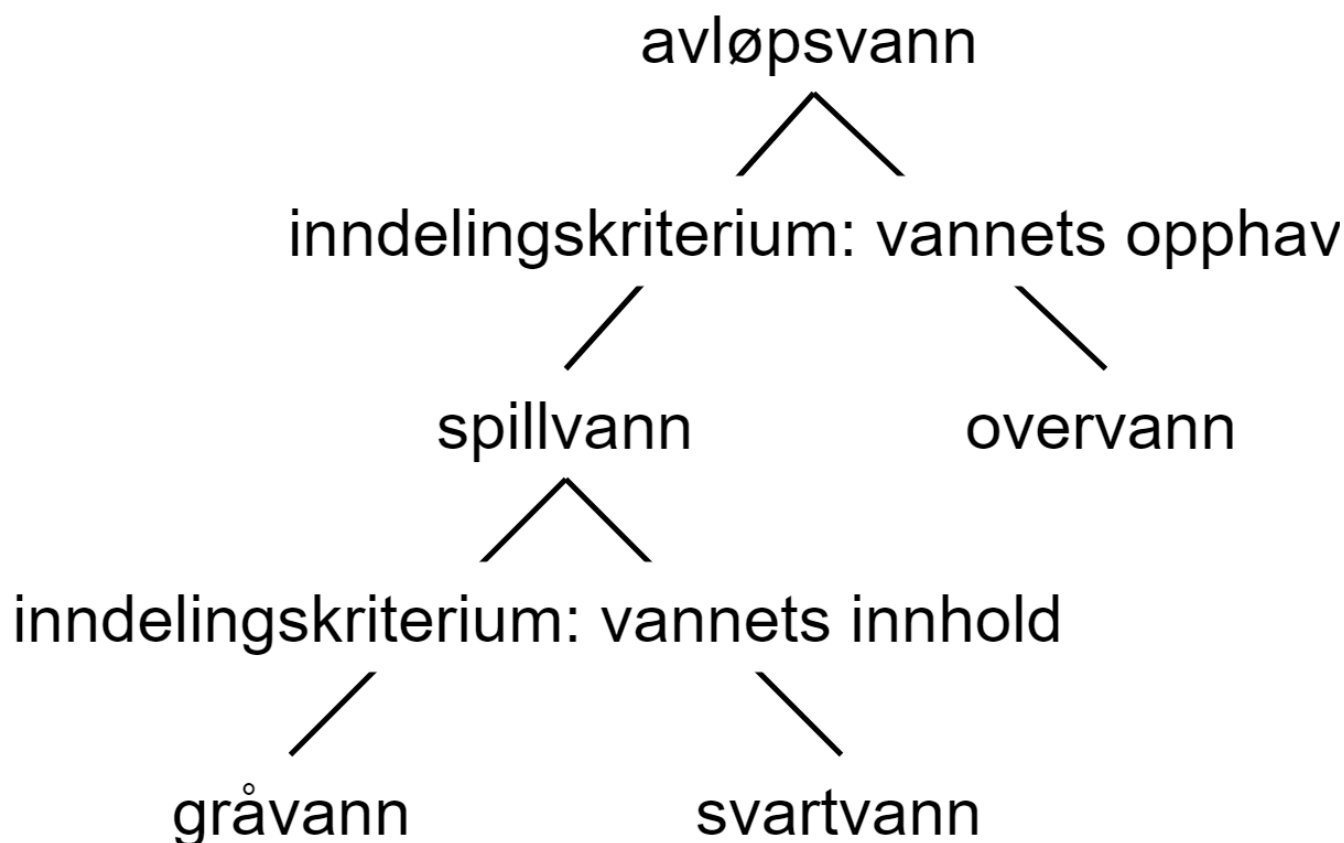 avløpsvann
inndelingskriterium: vannets opphav
spillvann overvann
inndelingskriterium: vannets innhold
gråvann svartvann